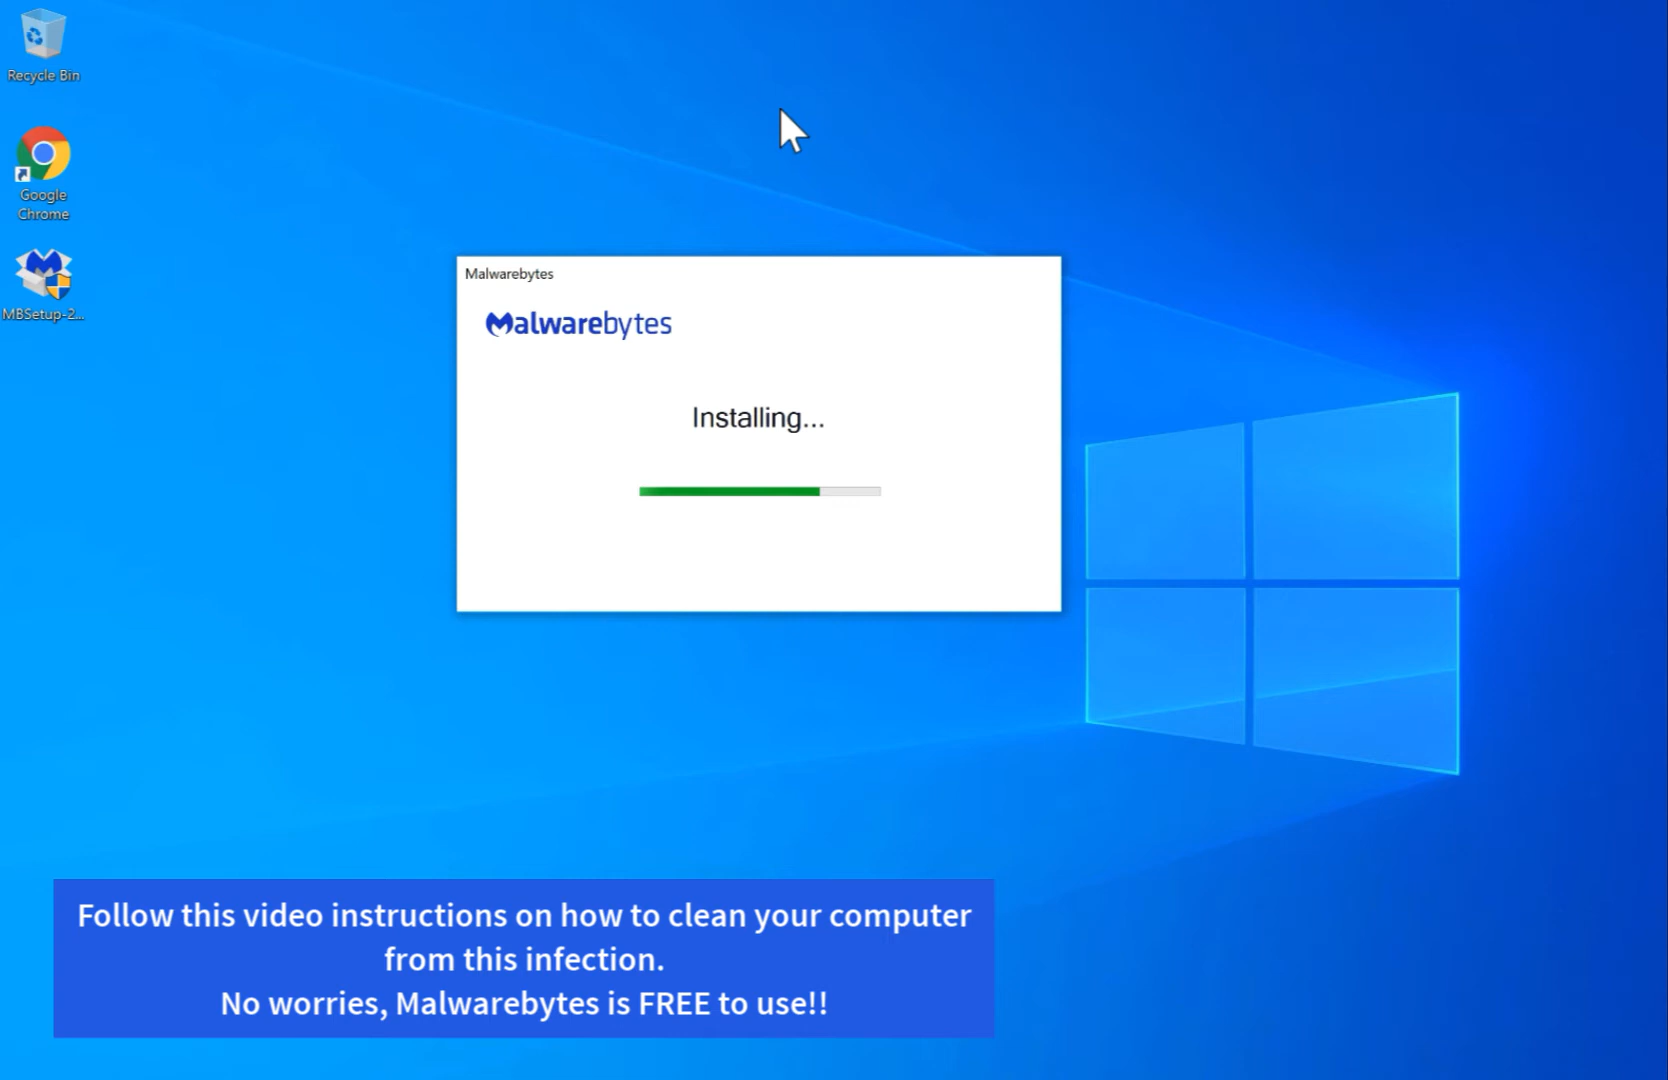 Recycle Bin
Google
Chrome
MBSetup-2...
Malwarebytes
Malwarebytes
Installing...
Follow this video instructions on how to clean your computer
from this infection.
No worries, Malwarebytes is FREE to use!!